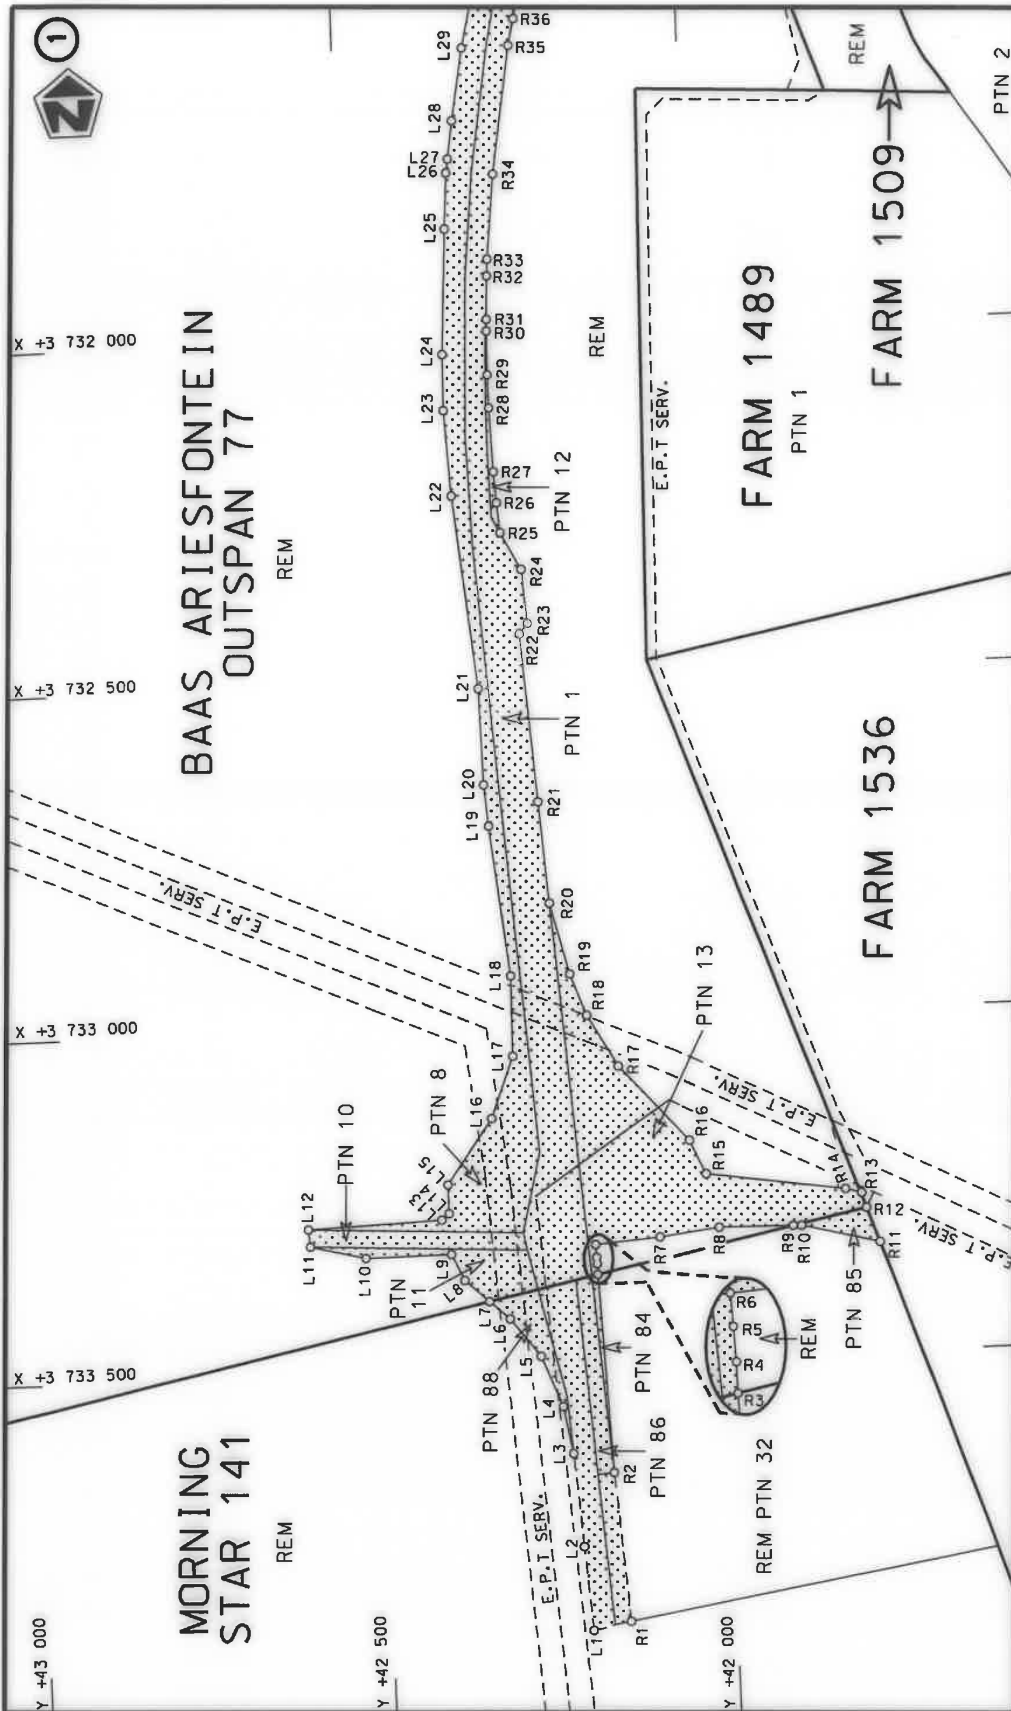 1
N
BAAS ARIESFONTEIN
OUTSPAN 77
REM
MORNING
STAR 141
REM
FARM 1489
PTN 1
FARM 1509
REM
PTN 2
FARM 1536
REM
REM PTN 32
X +3 732 000
X +3 732 500
X +3 733 000
X +3 733 500
Y +43 000
Y +42 500
Y +42 000
E.P.T SERV.
E.P.T SERV.
E.P.T SERV.
E.P.T SERV.
E.P.T SERV.
PTN 12
PTN 1
PTN 13
PTN 8
PTN 10
PTN 11
PTN 88
PTN 84
PTN 86
PTN 85
REM
L1
L2
L3
L4
L5
L6
L7
L8
L9
L10
L11
L12
L13
L14
L15
L16
L17
L18
L19
L20
L21
L22
L23
L24
L25
L26
L27
L28
L29
R1
R2
R3
R4
R5
R6
R7
R8
R9
R10
R11
R12
R13
R14
R15
R16
R17
R18
R19
R20
R21
R22
R23
R24
R25
R26
R27
R28
R29
R30
R31
R32
R33
R34
R35
R36